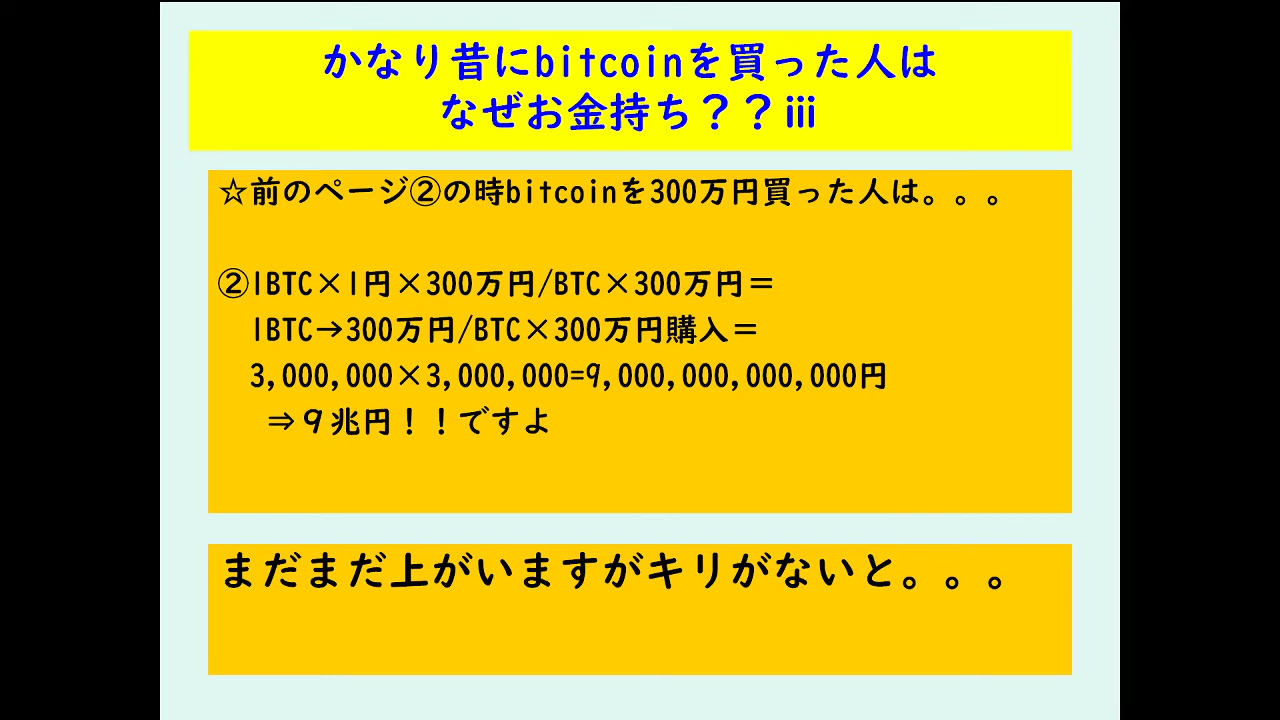 かなり昔にbitcoinを買った人は
なぜお金持ち？？ⅲ
☆前のページ②の時bitcoinを300万円買った人は。。。
②1BTC×1円×300万円/BTC×300万円＝
1BTC→300万円/BTC×300万円購入＝
3,000,000×3,000,000=9,000,000,000,000円
⇒９兆円！！ですよ
まだまだ上がいますがキリがないと。。。